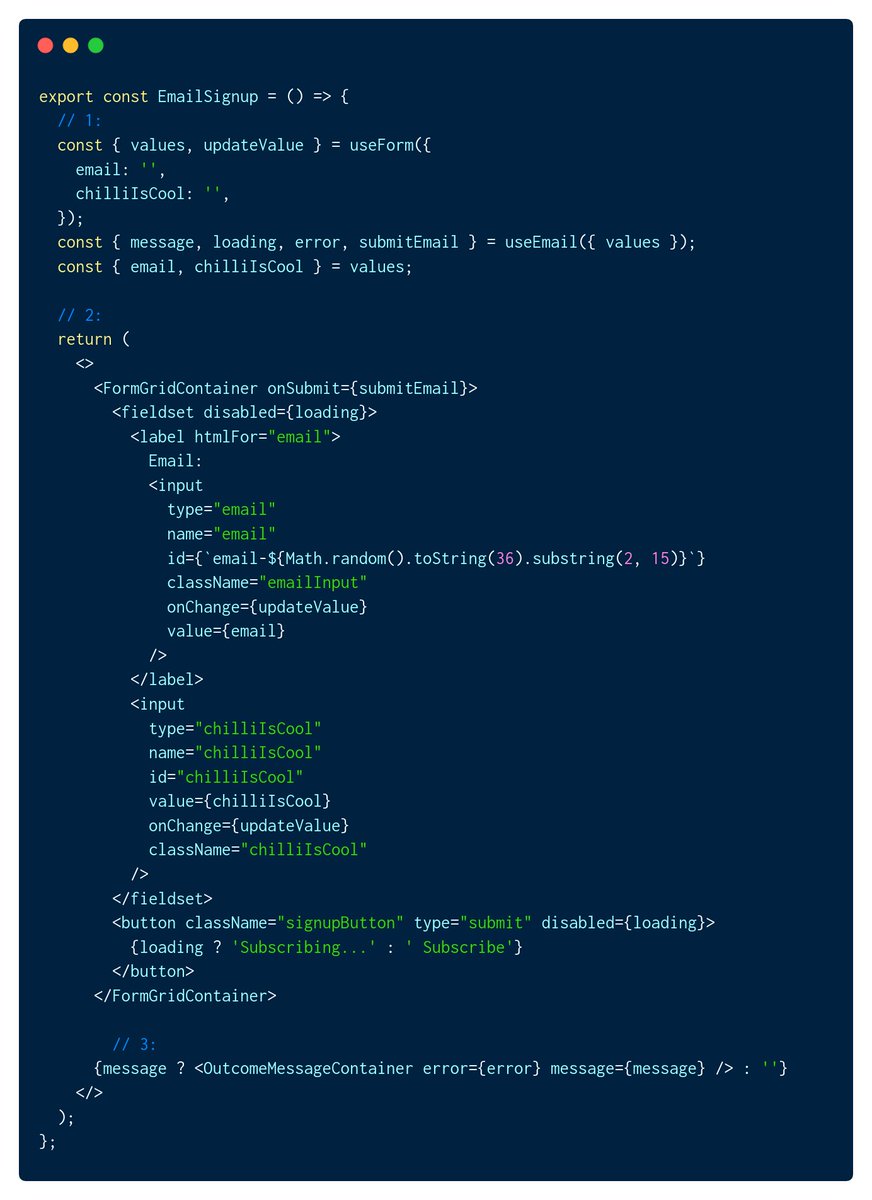 export const EmailSignup = () => {
  // 1:
  const { values, updateValue } = useForm({
    email: '',
    chilliIsCool: '',
  });
  const { message, loading, error, submitEmail } = useEmail({ values });
  const { email, chilliIsCool } = values;

  // 2:
  return (
    <>
      <FormGridContainer onSubmit={submitEmail}>
        <fieldset disabled={loading}>
          <label htmlFor="email">
            Email:
            <input
              type="email"
              name="email"
              id={`email-${Math.random().toString(36).substring(2, 15)}`}
              className="emailInput"
              onChange={updateValue}
              value={email}
            />
          </label>
          <input
            type="chilliIsCool"
            name="chilliIsCool"
            id="chilliIsCool"
            value={chilliIsCool}
            onChange={updateValue}
            className="chilliIsCool"
          />
        </fieldset>
        <button className="signupButton" type="submit" disabled={loading}>
          {loading ? 'Subscribing...' : ' Subscribe'}
        </button>
      </FormGridContainer>

        // 3:
      {message ? <OutcomeMessageContainer error={error} message={message} /> : ''}
    </>
  );
};